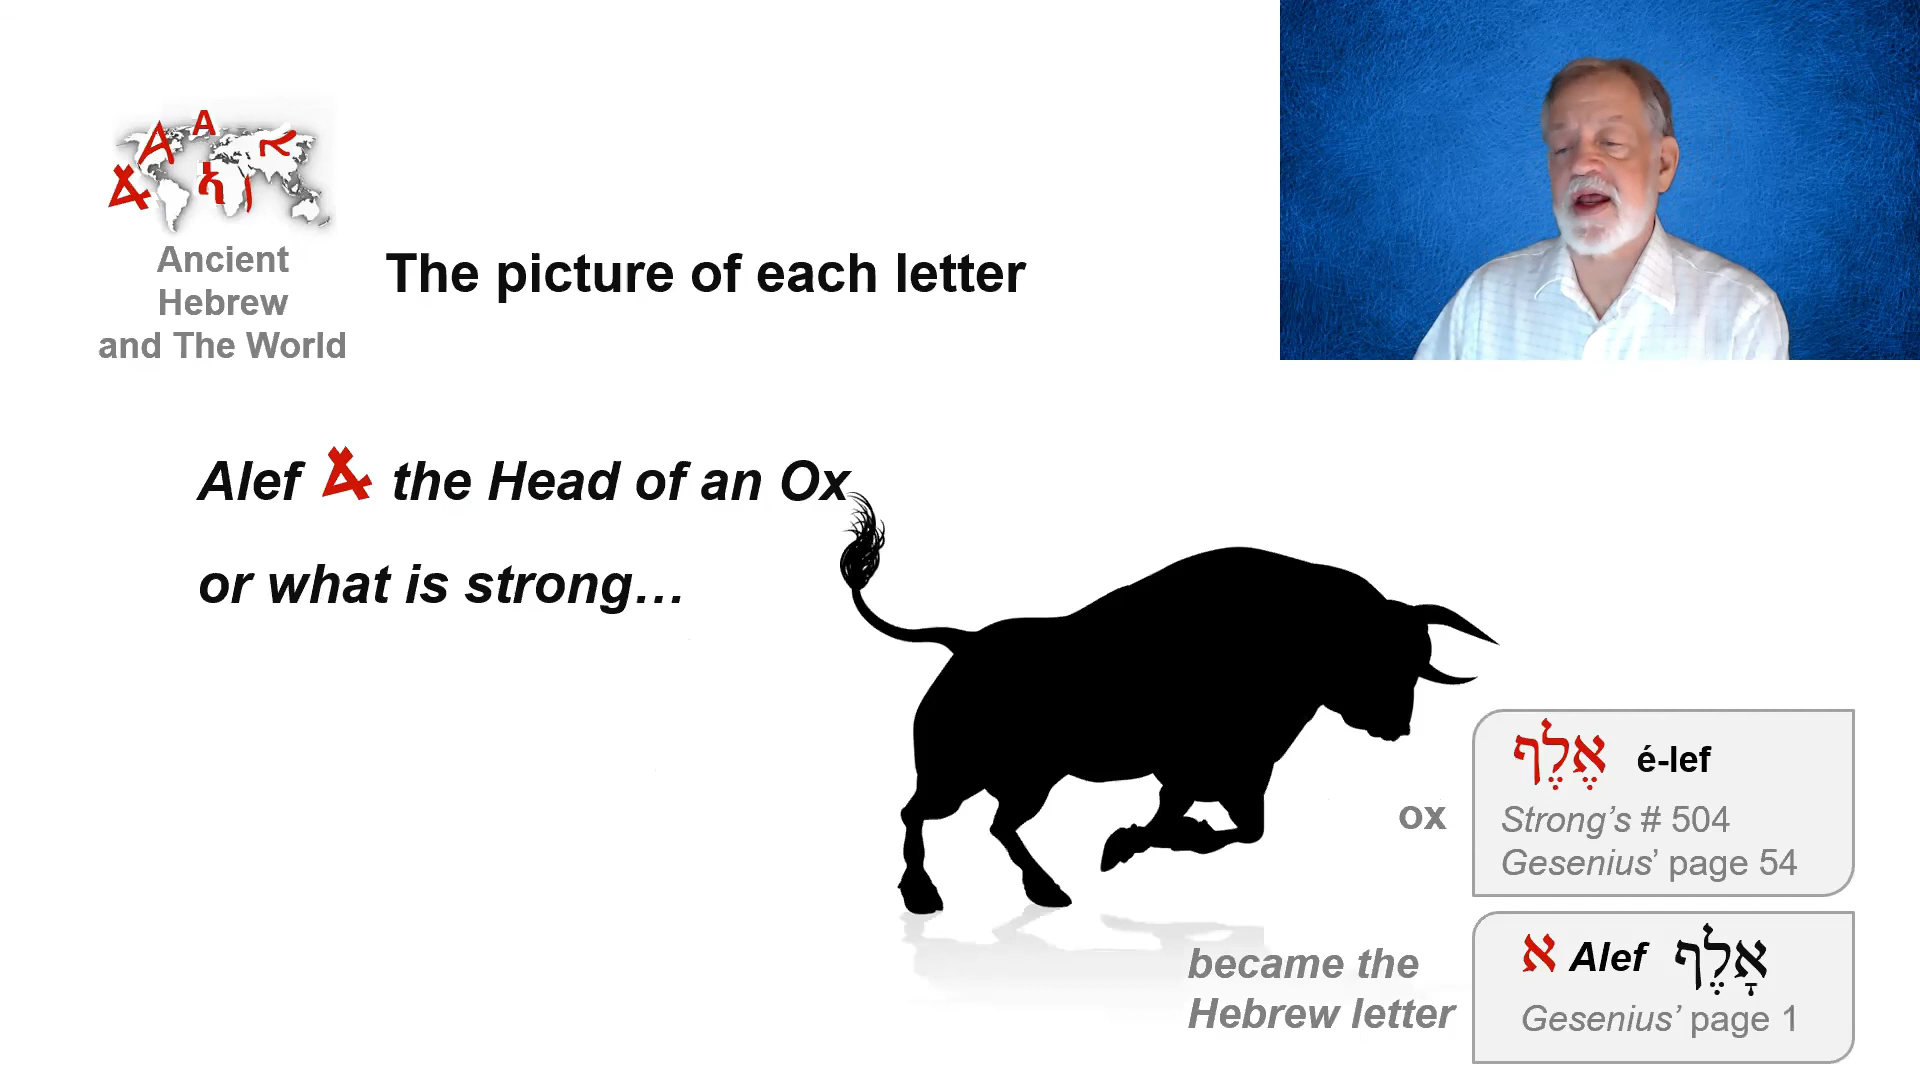 A
Ancient
Hebrew
and The World
The picture of each letter
Alef the Head of an Ox
or what is strong…
ox
אֶלֶף é-lef
Strong’s # 504
Gesenius’ page 54
became the
Hebrew letter
א Alef אָלֶף
Gesenius’ page 1